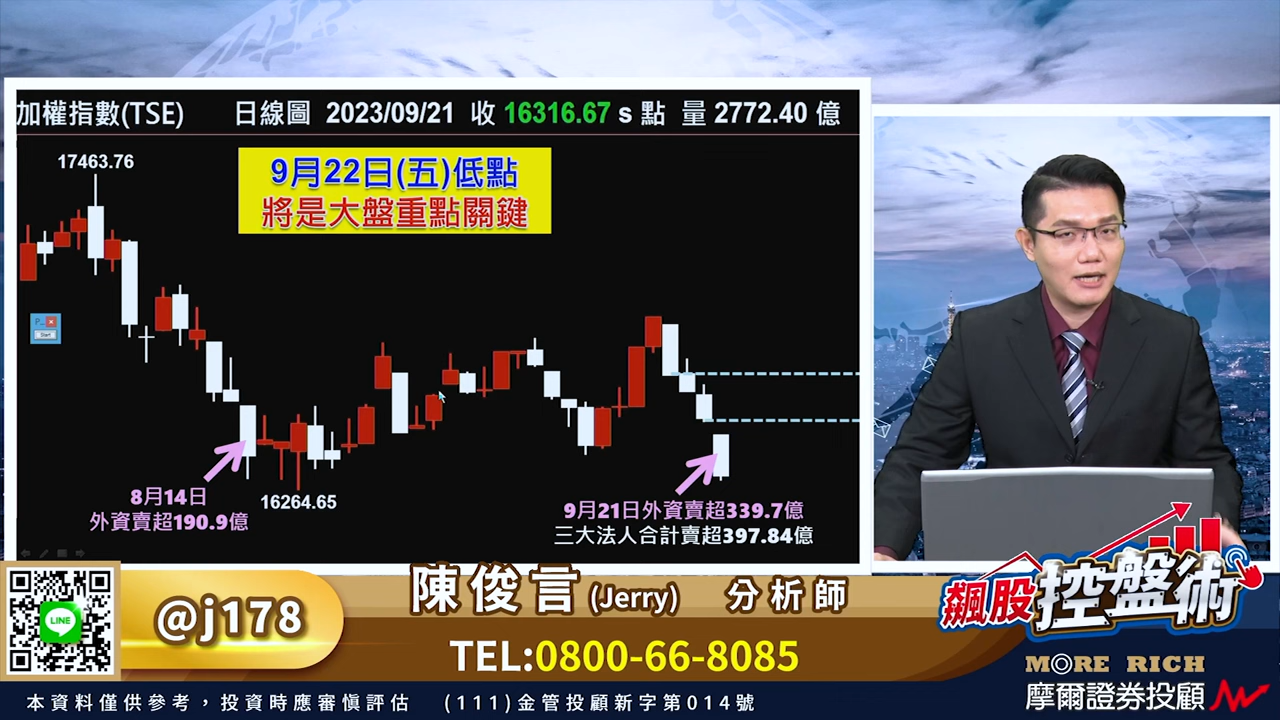 加權指數(TSE) 日線圖 2023/09/21 收 16316.67 s 點 量 2772.40 億
17463.76
9月22日(五)低點
將是大盤重點關鍵
8月14日
外資賣超190.9億
16264.65
9月21日外資賣超339.7億
三大法人合計賣超397.84億
LINE
@j178
陳俊言(Jerry) 分析師
TEL:0800-66-8085
飆股控盤術
MORE RICH
摩爾證券投顧
本資料僅供參考，投資時應審慎評估 (111)金管投顧新字第014號